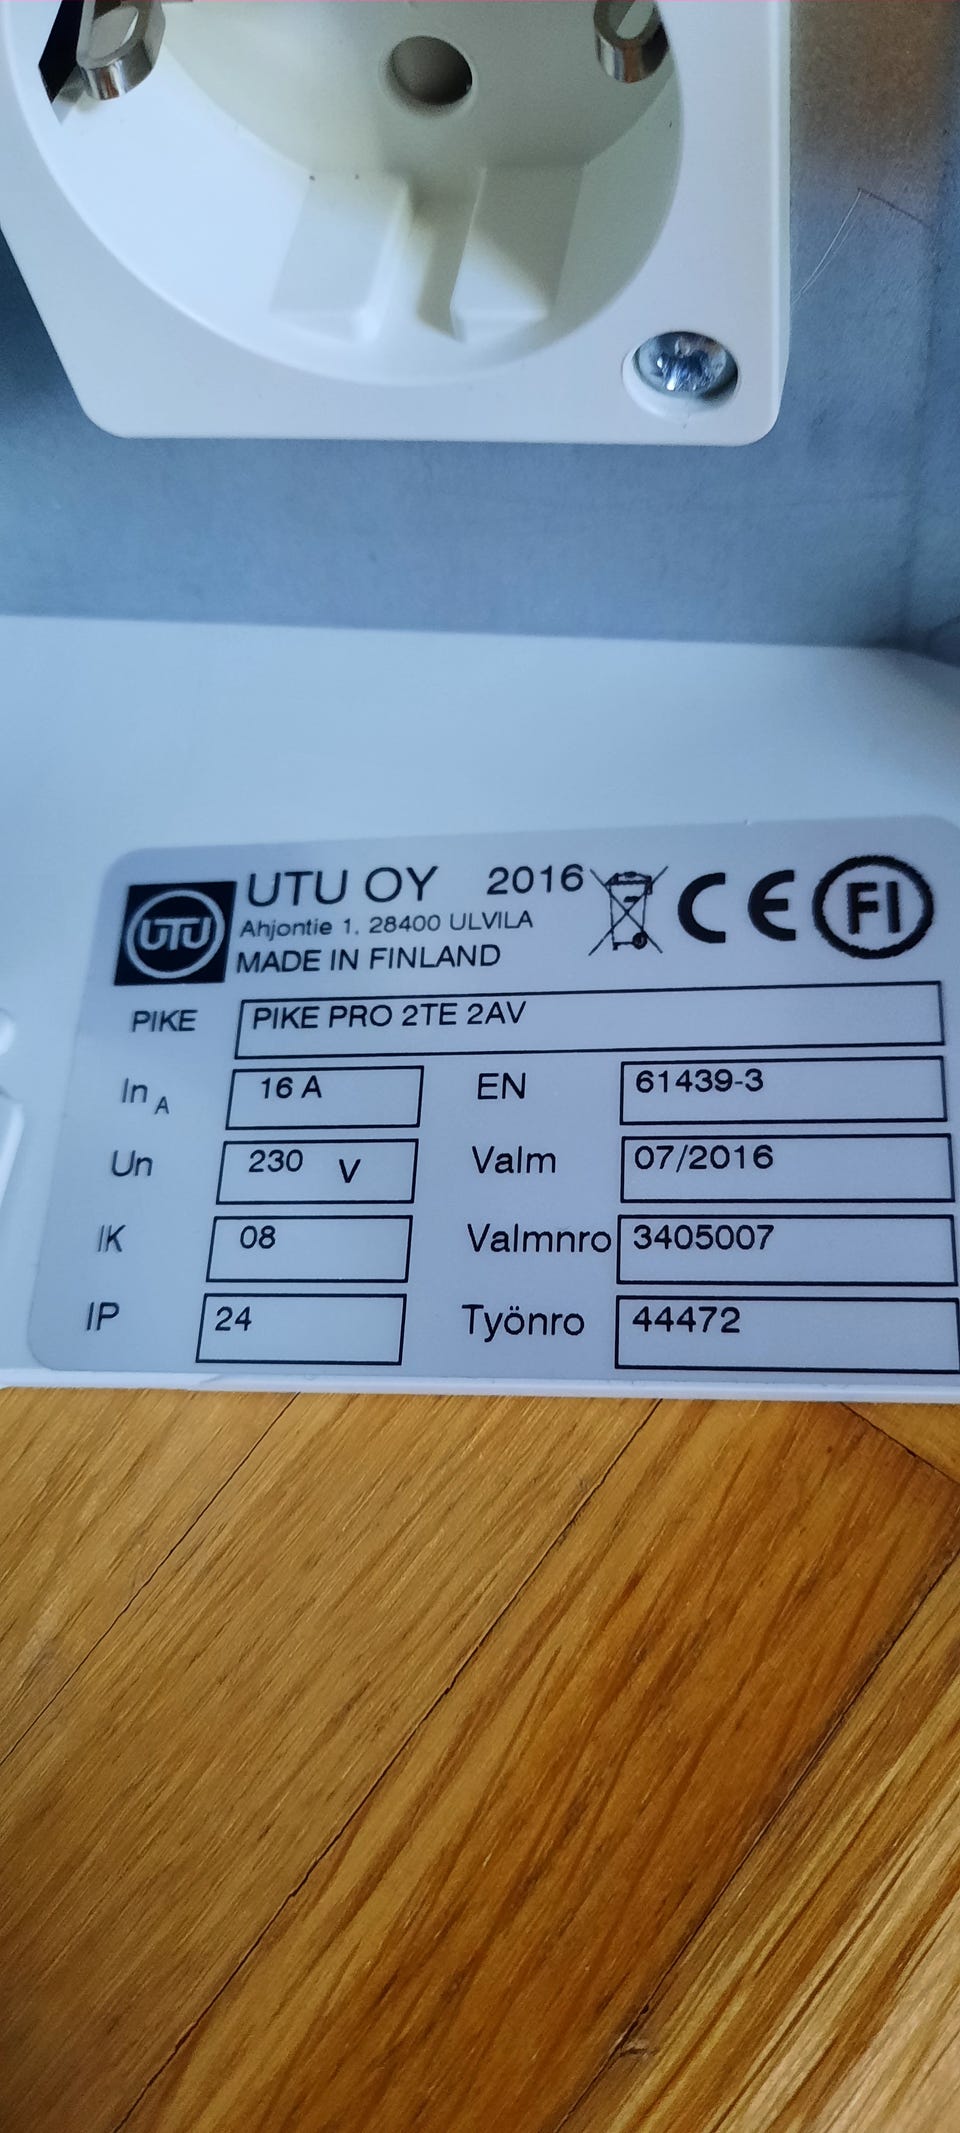 UTU UTU OY 2016 CE FI
Ahjontie 1, 28400 ULVILA
MADE IN FINLAND
PIKE PIKE PRO 2TE 2AV
In A 16 A EN 61439-3
Un 230 V Valm 07/2016
IK 08 Valmnro 3405007
IP 24 Työnro 44472